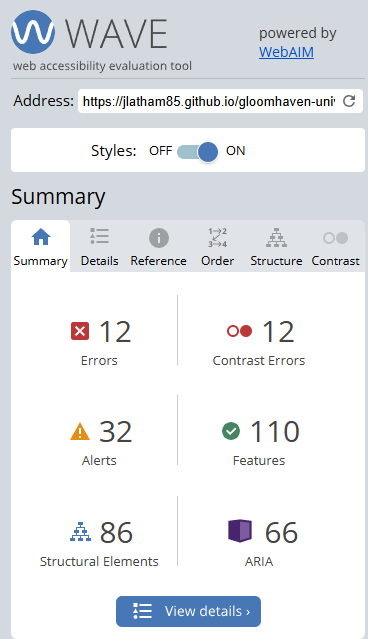 WAVE
web accessibility evaluation tool
powered by
WebAIM
Address: https://jlatham85.github.io/gloomhaven-univ
Styles: OFF ON
Summary
Summary Details Reference Order Structure Contrast
12
Errors
12
Contrast Errors
32
Alerts
110
Features
86
Structural Elements
66
ARIA
View details ›